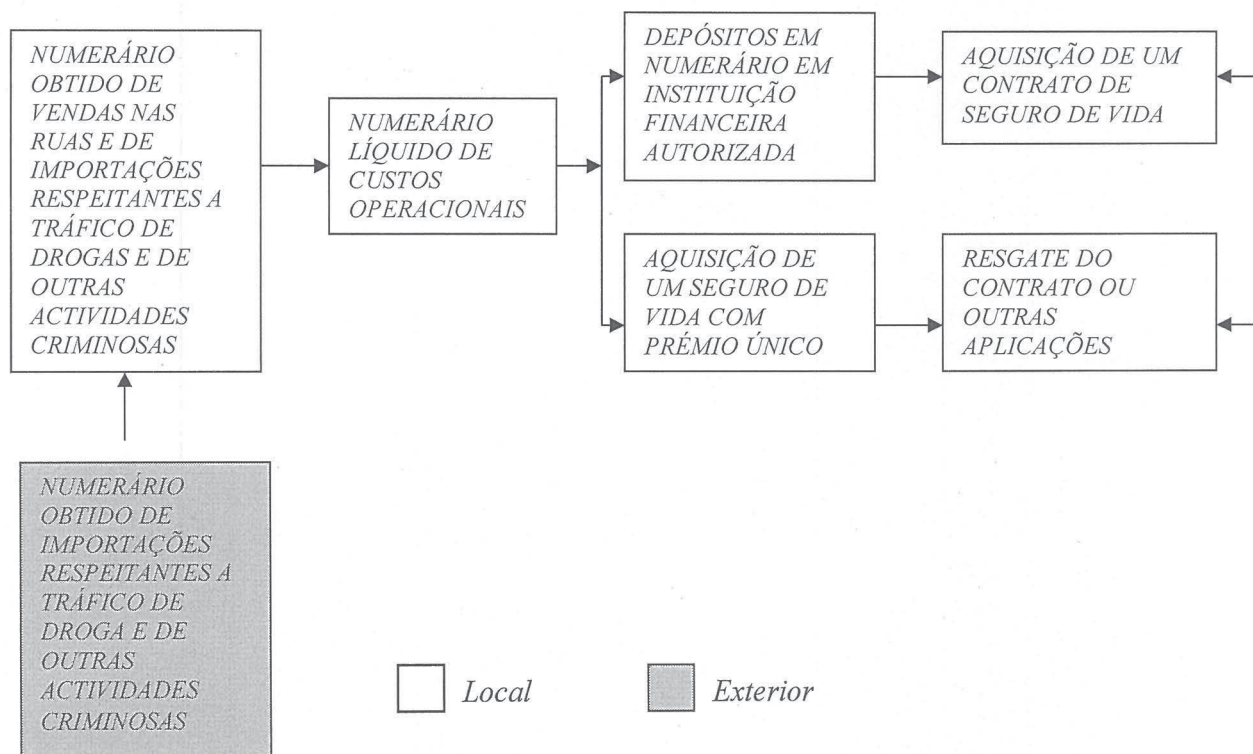 NUMERÁRIO
OBTIDO DE
VENDAS NAS
RUAS E DE
IMPORTAÇÕES
RESPEITANTES A
TRÁFICO DE
DROGAS E DE
OUTRAS
ACTIVIDADES
CRIMINOSAS
NUMERÁRIO
LÍQUIDO DE
CUSTOS
OPERACIONAIS
DEPÓSITOS EM
NUMERÁRIO EM
INSTITUIÇÃO
FINANCEIRA
AUTORIZADA
AQUISIÇÃO DE UM
CONTRATO DE
SEGURO DE VIDA
AQUISIÇÃO DE
UM SEGURO DE
VIDA COM
PRÉMIO ÚNICO
RESGATE DO
CONTRATO OU
OUTRAS
APLICAÇÕES
NUMERÁRIO
OBTIDO DE
IMPORTAÇÕES
RESPEITANTES A
TRÁFICO DE
DROGA E DE
OUTRAS
ACTIVIDADES
CRIMINOSAS
Local
Exterior